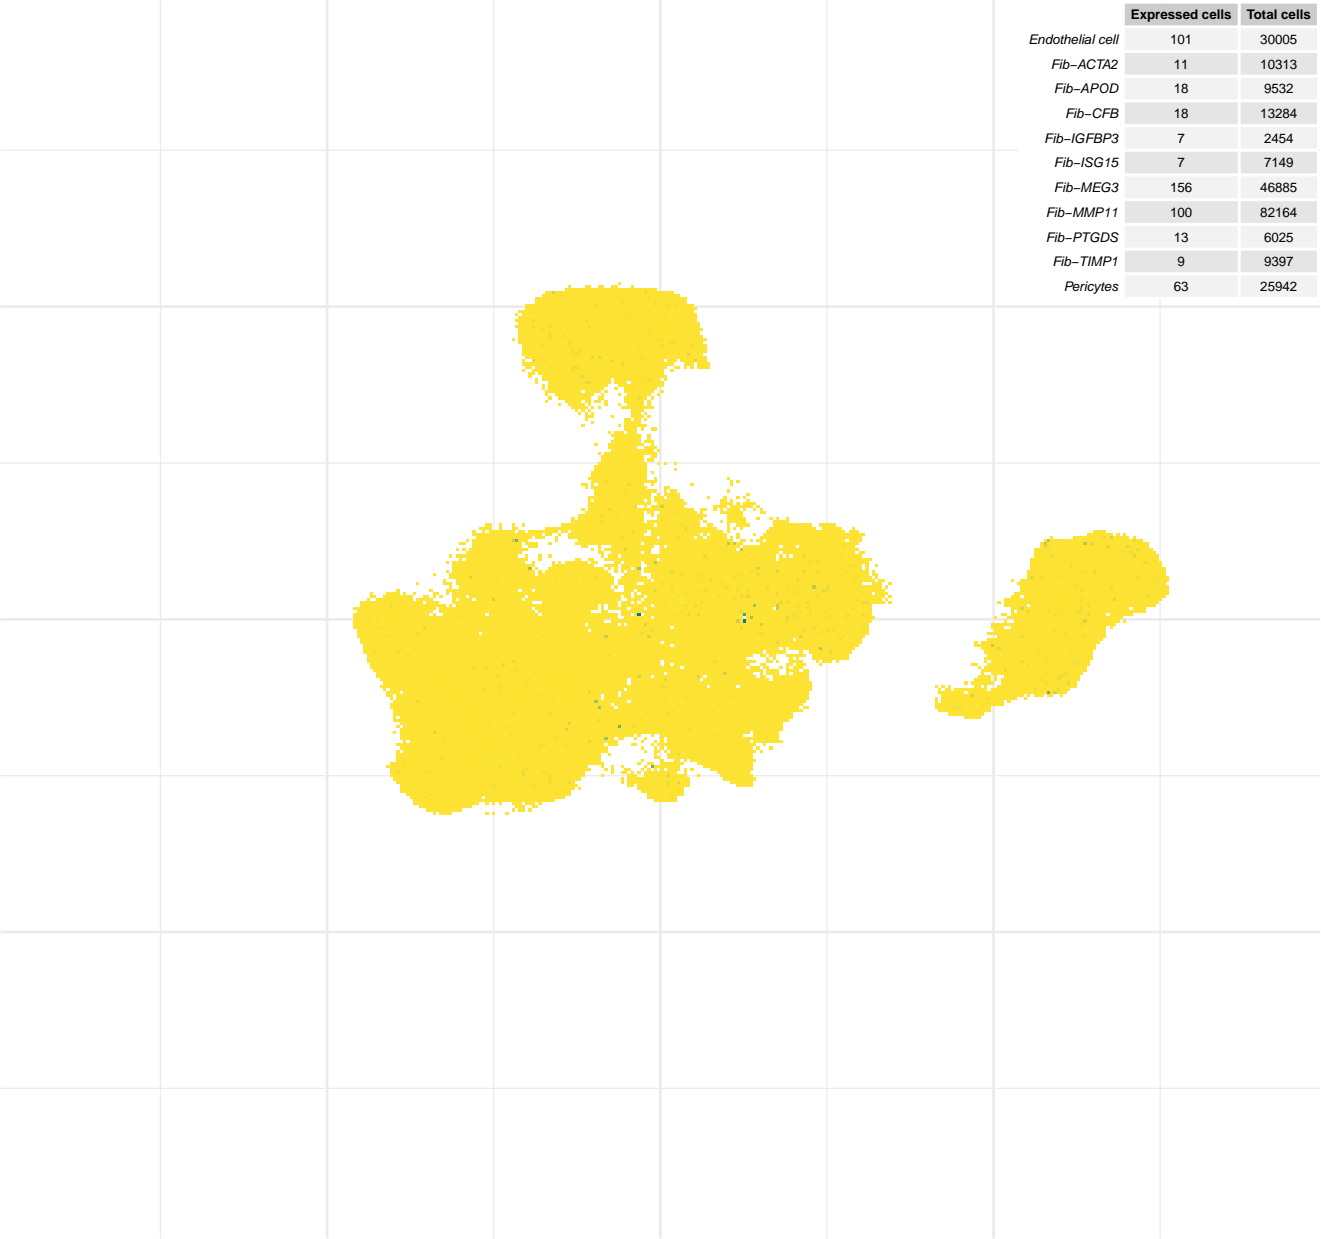 Expressed cells Total cells
Endothelial cell 101 30005
Fib−ACTA2 11 10313
Fib−APOD 18 9532
Fib−CFB 18 13284
Fib−IGFBP3 7 2454
Fib−ISG15 7 7149
Fib−MEG3 156 46885
Fib−MMP11 100 82164
Fib−PTGDS 13 6025
Fib−TIMP1 9 9397
Pericytes 63 25942